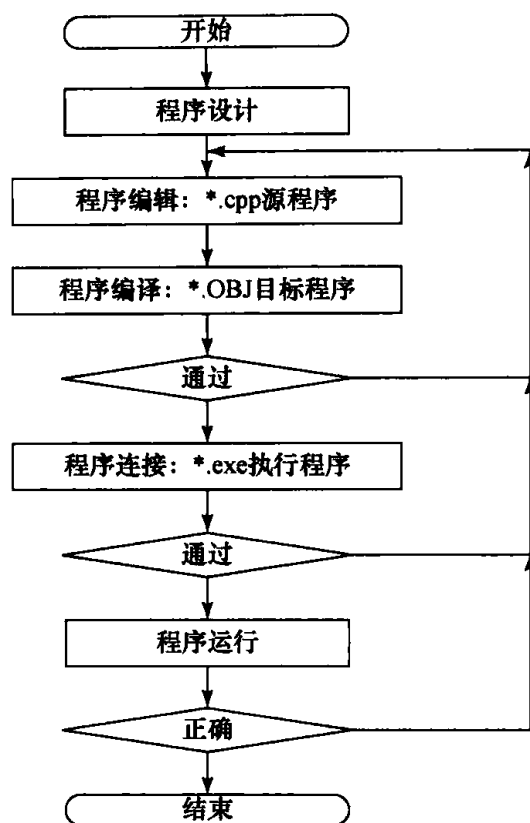 开始
程序设计
程序编辑：*.cpp源程序
程序编译：*.OBJ目标程序
通过
程序连接：*.exe执行程序
通过
程序运行
正确
结束